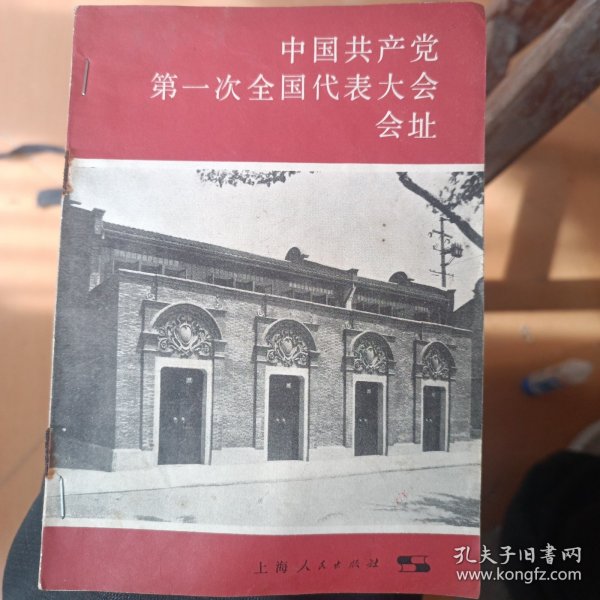 中国共产党
第一次全国代表大会
会址
上海人民出版社
孔夫子旧书网
www.kongfz.com